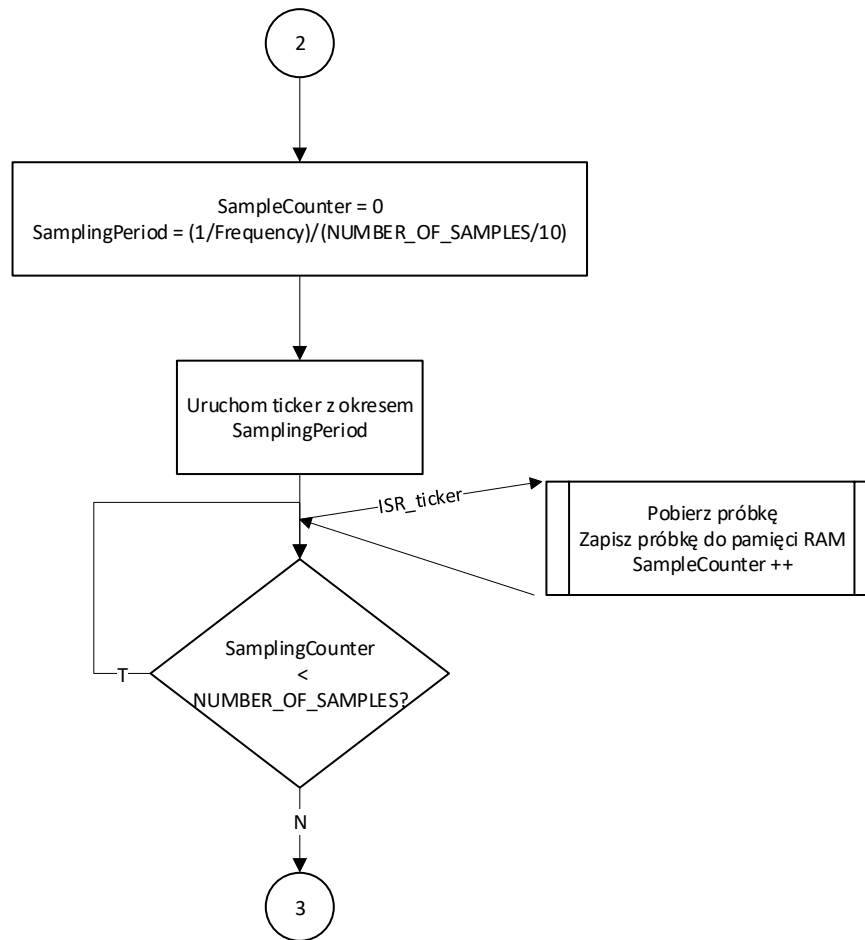 2
SampleCounter = 0
SamplingPeriod = (1/Frequency)/(NUMBER_OF_SAMPLES/10)
Uruchom ticker z okresem
SamplingPeriod
ISR_ticker
Pobierz próbkę
Zapisz próbkę do pamięci RAM
SampleCounter ++
SamplingCounter
<
NUMBER_OF_SAMPLES?
T
N
3